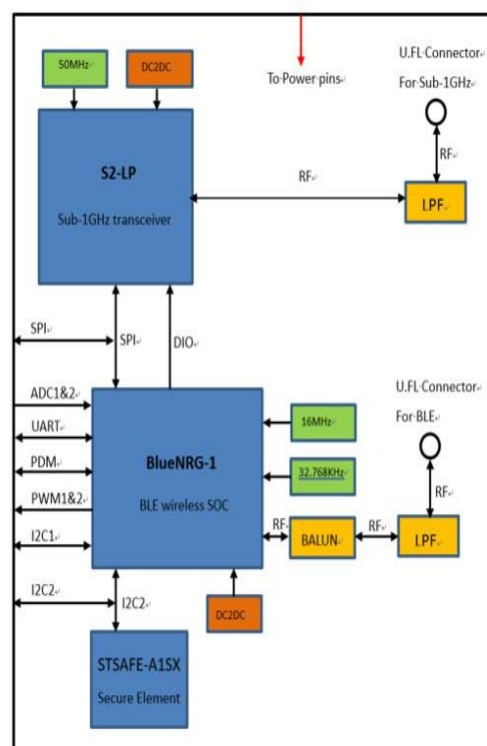 50MHz
DC2DC
To Power pins
U.FL Connector
For Sub-1GHz
RF
S2-LP
Sub-1GHz transceiver
RF
LPF
SPI
SPI
DIO
ADC1&2
UART
PDM
PWM1&2
I2C1
I2C2
BlueNRG-1
BLE wireless SOC
16MHz
32.768KHz
U.FL Connector
For BLE
RF
RF
BALUN
RF
LPF
I2C2
DC2DC
STSAFE-A1SX
Secure Element